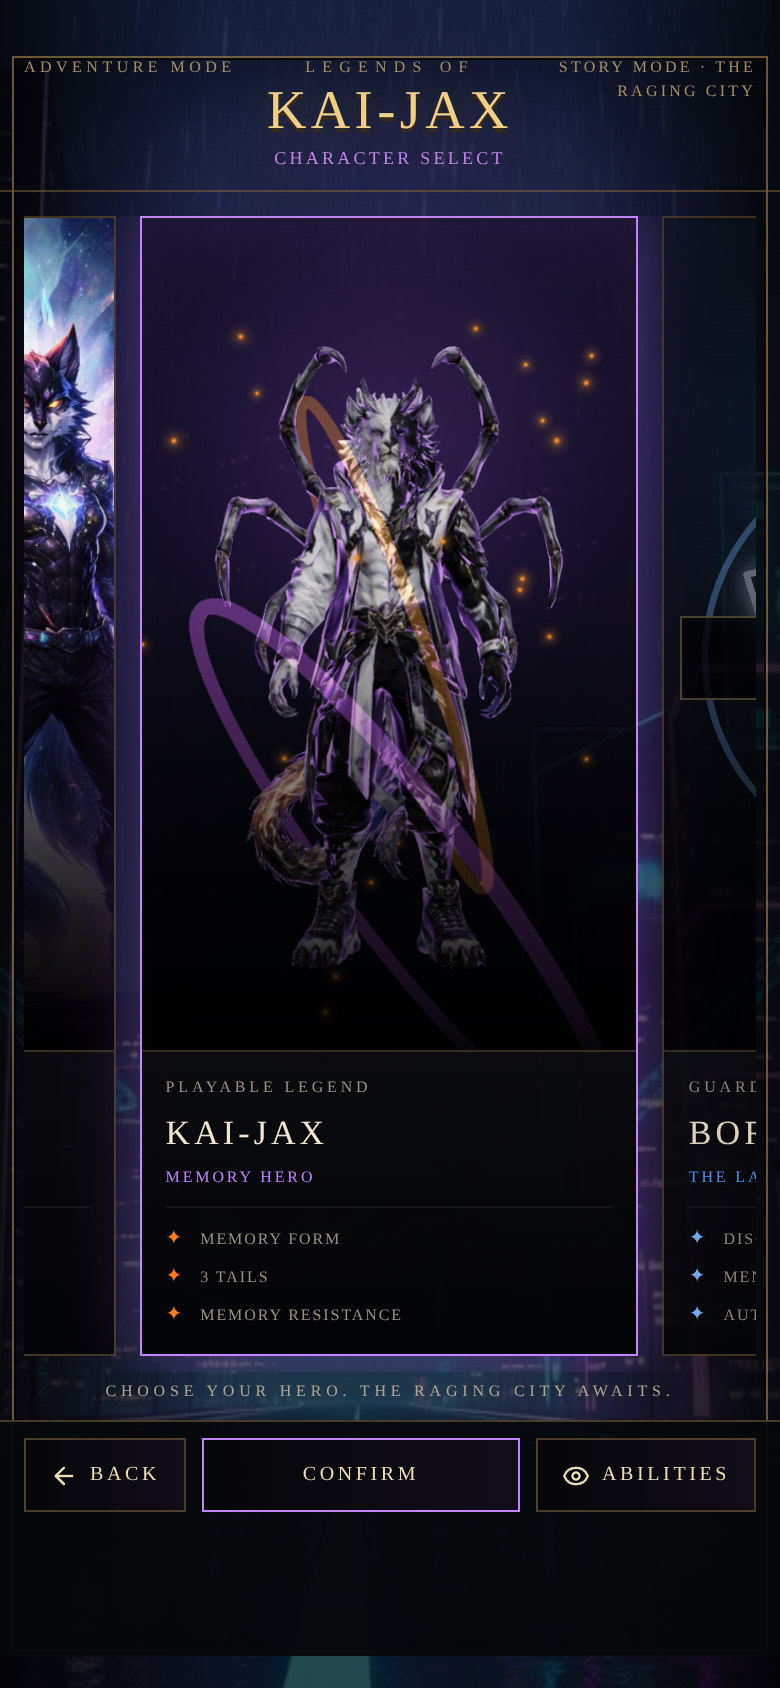 ADVENTURE MODE
LEGENDS OF
KAI-JAX
CHARACTER SELECT
STORY MODE · THE
RAGING CITY
PLAYABLE LEGEND
KAI-JAX
MEMORY HERO
✦ MEMORY FORM
✦ 3 TAILS
✦ MEMORY RESISTANCE
THE
CHOOSE YOUR HERO. THE RAGING CITY AWAITS.
BACK
CONFIRM
ABILITIES